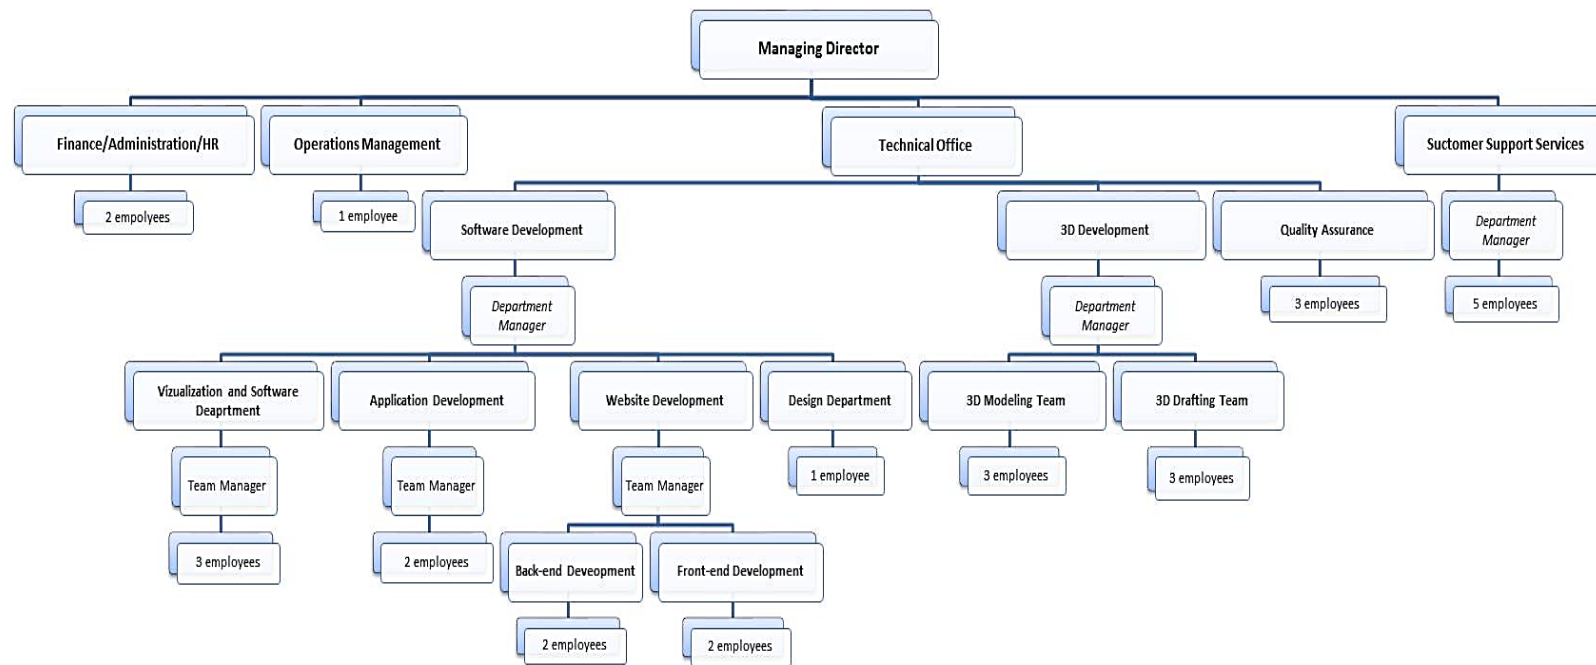 Managing Director
Finance/Administration/HR
Operations Management
Technical Office
Suctomer Support Services
2 empolyees
1 employee
Software Development
3D Development
Quality Assurance
Department
Manager
Department
Manager
Department
Manager
3 employees
5 employees
Vizualization and Software
Deaprtment
Application Development
Website Development
Design Department
3D Modeling Team
3D Drafting Team
Team Manager
Team Manager
Team Manager
1 employee
3 employees
3 employees
3 employees
2 employees
Back-end Deveopment
Front-end Development
2 employees
2 employees